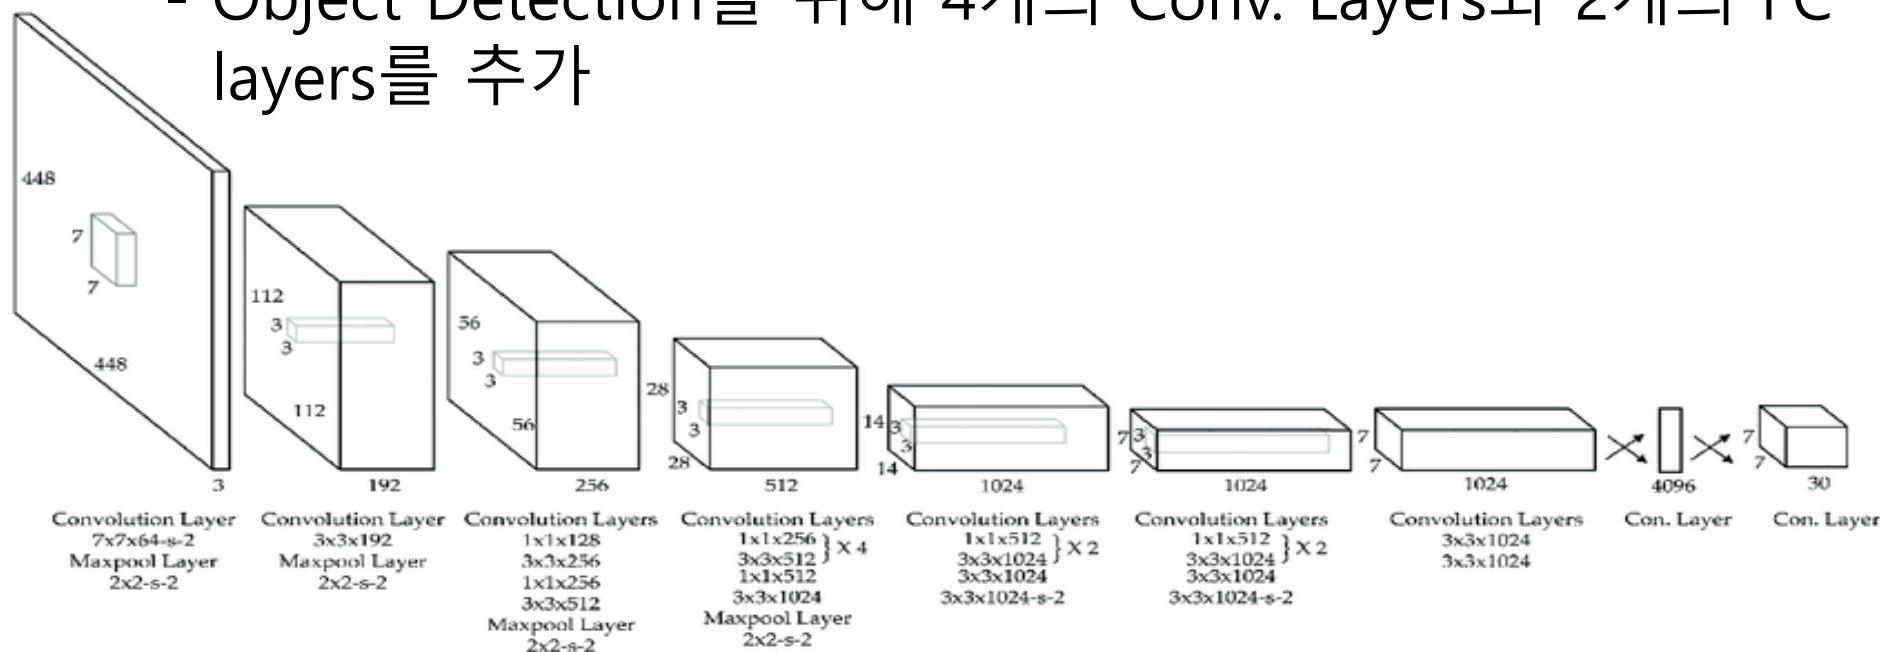 - Object Detection을 위해 4개의 Conv. Layers와 2개의 FC
layers를 추가
448
7
7
448
3
112
3
3
112
192
56
3
3
56
256
28
3
3
28
512
14
3
3
14
1024
7
3
3
7
1024
7
7
1024
4096
7
7
30
Convolution Layer
7x7x64-s-2
Maxpool Layer
2x2-s-2
Convolution Layer
3x3x192
Maxpool Layer
2x2-s-2
Convolution Layers
1x1x128
3x3x256
1x1x256
3x3x512
Maxpool Layer
2x2-s-2
Convolution Layers
1x1x256
3x3x512 } X 4
1x1x512
3x3x1024
Maxpool Layer
2x2-s-2
Convolution Layers
1x1x512
3x3x1024 } X 2
3x3x1024
3x3x1024-s-2
Convolution Layers
1x1x512
3x3x1024 } X 2
3x3x1024
3x3x1024-s-2
Convolution Layers
3x3x1024
3x3x1024
Con. Layer
Con. Layer